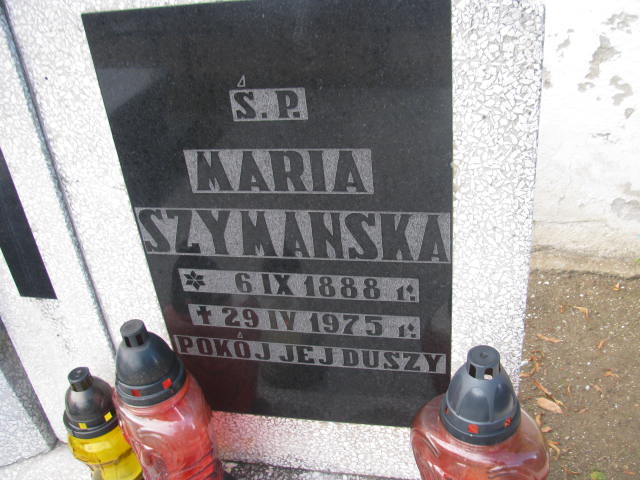 Ś.P.
MARIA
SZYMANSKA
* 6 IX 1888 r.
✝ 29 IV 1975 r.
POKÓJ JEJ DUSZY